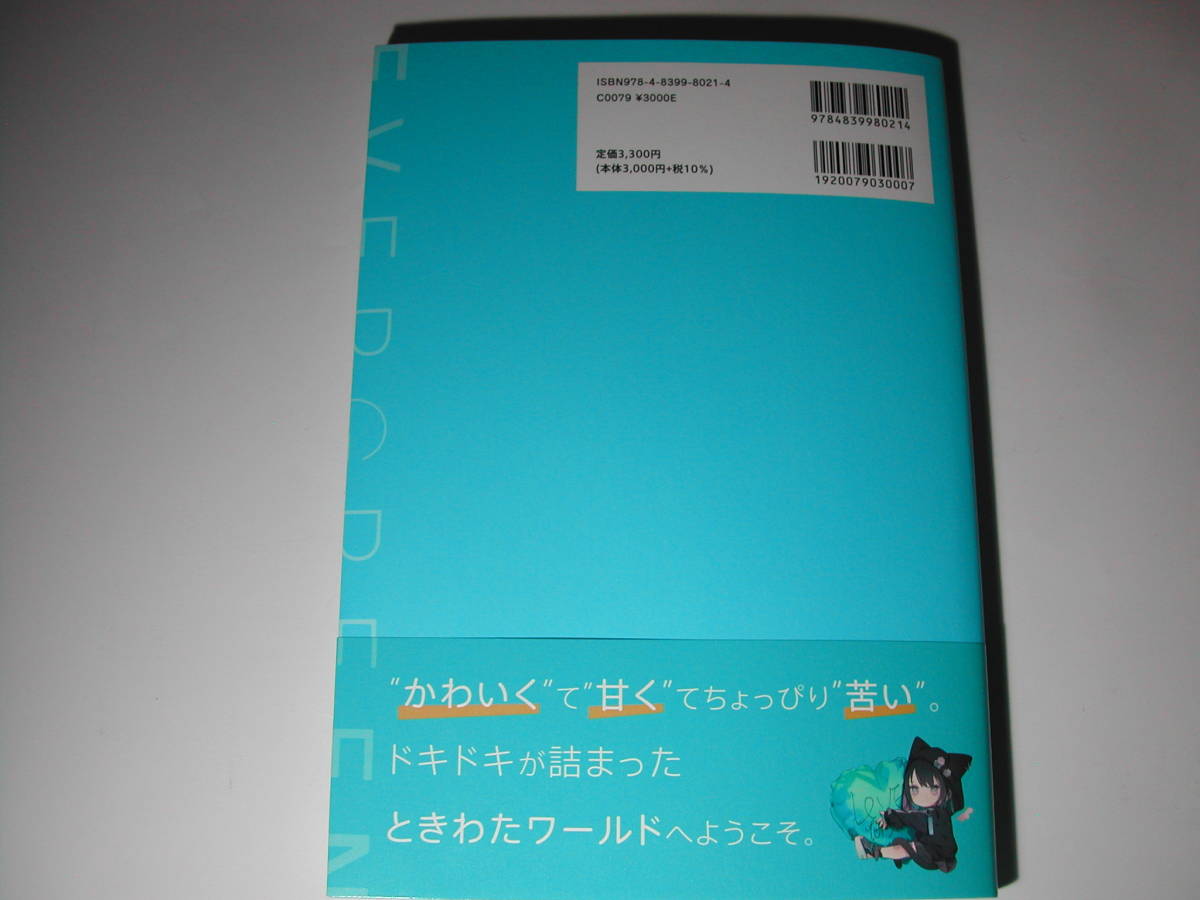 ISBN978-4-8399-8021-4
C0079 ¥3000E
9784839980214
定価3,300円
(本体3,000円+税10%)
1920079030007
EVERGREEN
"かわいく"て"甘く"てちょっぴり"苦い"。
ドキドキが詰まった
ときわたワールドへようこそ。
LOVE